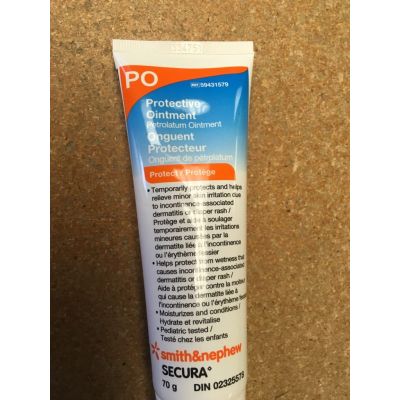 PO
REF 59431579
Protective
Ointment
Petrolatum Ointment
Onguent
Protecteur
Onguent de pétrolatum
Protect / Protège
• Temporarily protects and helps
relieve minor skin irritation due
to incontinence-associated
dermatitis or diaper rash /
Protège et aide à soulager
temporairement les irritations
mineures causées par la
dermatite liée à l'incontinence
ou l'érythème fessier
• Helps protect from wetness that
causes incontinence-associated
dermatitis or diaper rash /
Aide à protéger contre la
qui cause la dermatite liée à
l'incontinence ou l'érythème fessier
• Moisturizes and conditions /
Hydrate et revitalise
• Pediatric tested /
Testé chez les enfants
smith&nephew
SECURA°
70 g DIN 02325578